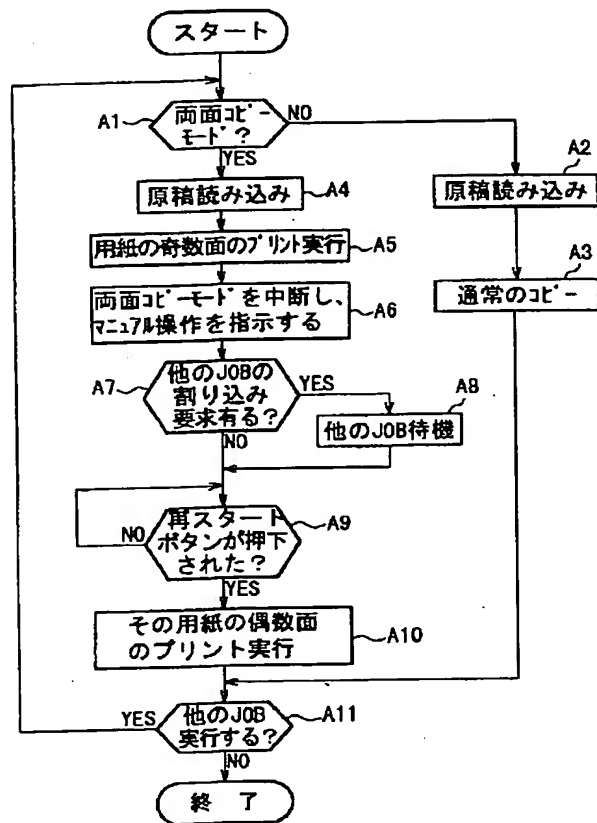 スタート
A1
両面コピー
モード?
NO
YES
A2
原稿読み込み
A4
原稿読み込み
A3
通常のコピー
用紙の奇数面のプリント実行
A5
両面コピーモードを中断し、
マニュアル操作を指示する
A6
A7
他のJOBの
割り込み
要求有る?
YES
NO
A8
他のJOB待機
再スタート
ボタンが押下
された?
A9
NO
YES
その用紙の偶数面
のプリント実行
A10
YES
他のJOB
実行する?
A11
NO
終 了